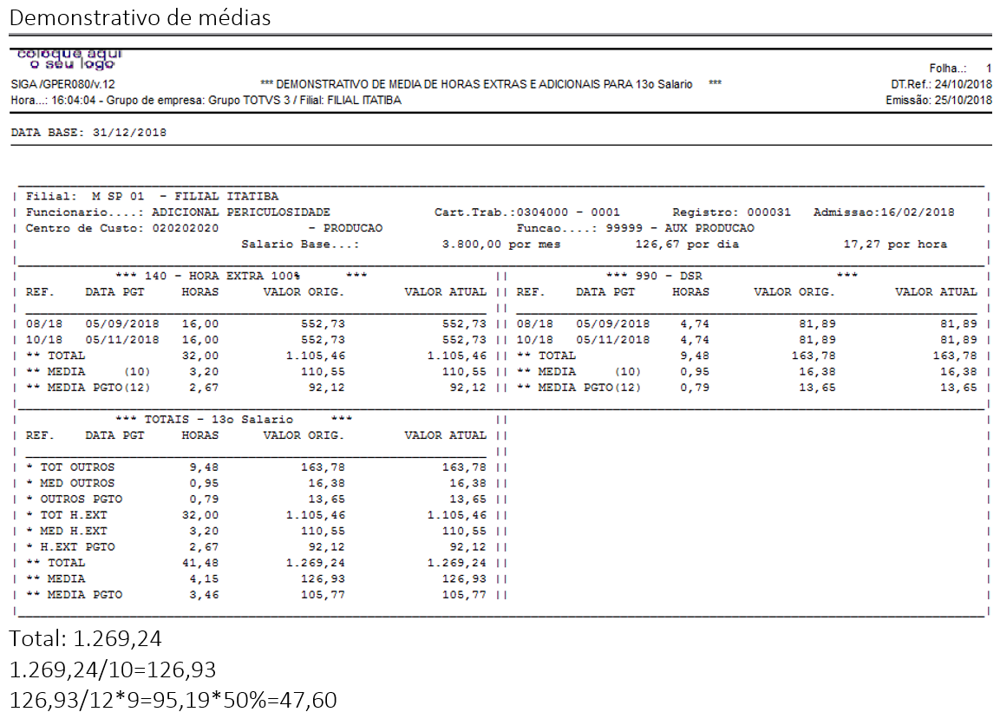 Demonstrativo de médias
coloque aqui
o seu logo
Folha..: 1
SIGA /GPER080/v.12 *** DEMONSTRATIVO DE MEDIA DE HORAS EXTRAS E ADICIONAIS PARA 13o Salario *** DT.Ref.: 24/10/2018
Hora...: 16:04:04 - Grupo de empresa: Grupo TOTVS 3 / Filial: FILIAL ITATIBA Emissão: 25/10/2018
DATA BASE: 31/12/2018
| Filial: M SP 01 - FILIAL ITATIBA |
| Funcionario....: ADICIONAL PERICULOSIDADE Cart.Trab.:0304000 - 0001 Registro: 000031 Admissao:16/02/2018 |
| Centro de Custo: 020202020 - PRODUCAO Funcao....: 99999 - AUX PRODUCAO |
| Salario Base...: 3.800,00 por mes 126,67 por dia 17,27 por hora |
| *** 140 - HORA EXTRA 100% *** || *** 990 - DSR *** |
| REF. DATA PGT HORAS VALOR ORIG. VALOR ATUAL || REF. DATA PGT HORAS VALOR ORIG. VALOR ATUAL |
| 08/18 05/09/2018 16,00 552,73 552,73 || 08/18 05/09/2018 4,74 81,89 81,89 |
| 10/18 05/11/2018 16,00 552,73 552,73 || 10/18 05/11/2018 4,74 81,89 81,89 |
| ** TOTAL 32,00 1.105,46 1.105,46 || ** TOTAL 9,48 163,78 163,78 |
| ** MEDIA (10) 3,20 110,55 110,55 || ** MEDIA (10) 0,95 16,38 16,38 |
| ** MEDIA PGTO(12) 2,67 92,12 92,12 || ** MEDIA PGTO(12) 0,79 13,65 13,65 |
| *** TOTAIS - 13o Salario *** || |
| REF. DATA PGT HORAS VALOR ORIG. VALOR ATUAL || |
| * TOT OUTROS 9,48 163,78 163,78 || |
| * MED OUTROS 0,95 16,38 16,38 || |
| * OUTROS PGTO 0,79 13,65 13,65 || |
| * TOT H.EXT 32,00 1.105,46 1.105,46 || |
| * MED H.EXT 3,20 110,55 110,55 || |
| * H.EXT PGTO 2,67 92,12 92,12 || |
| ** TOTAL 41,48 1.269,24 1.269,24 || |
| ** MEDIA 4,15 126,93 126,93 || |
| ** MEDIA PGTO 3,46 105,77 105,77 || |
Total: 1.269,24
1.269,24/10=126,93
126,93/12*9=95,19*50%=47,60